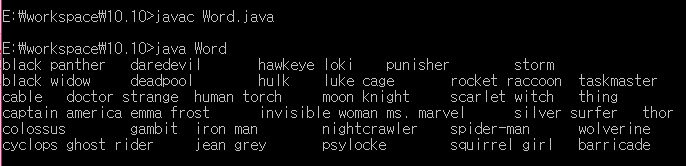 E:₩workspace₩10.10>javac Word.java
E:₩workspace₩10.10>java Word
black panther daredevil hawkeye loki punisher storm
black widow deadpool hulk luke cage rocket raccoon taskmaster
cable doctor strange human torch moon knight scarlet witch thing
captain america emma frost invisible woman ms. marvel silver surfer thor
colossus gambit iron man nightcrawler spider-man wolverine
cyclops ghost rider jean grey psylocke squirrel girl barricade